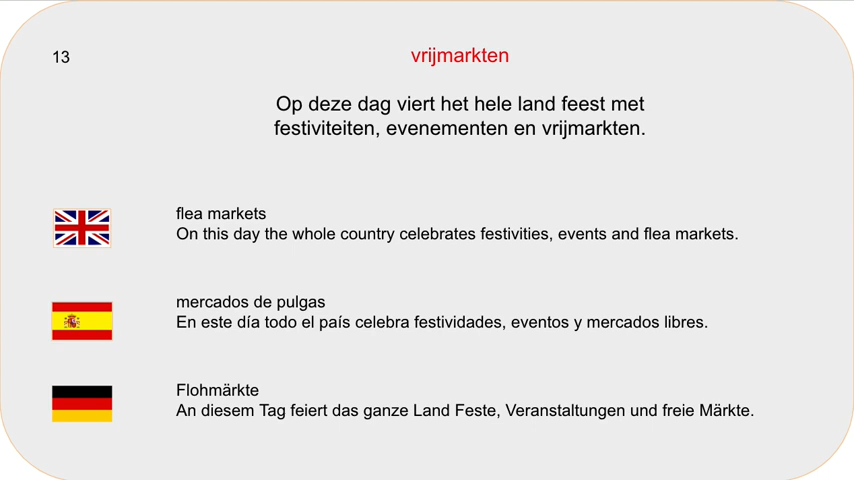 13
vrijmarkten
Op deze dag viert het hele land feest met
festiviteiten, evenementen en vrijmarkten.
flea markets
On this day the whole country celebrates festivities, events and flea markets.
mercados de pulgas
En este día todo el país celebra festividades, eventos y mercados libres.
Flohmärkte
An diesem Tag feiert das ganze Land Feste, Veranstaltungen und freie Märkte.